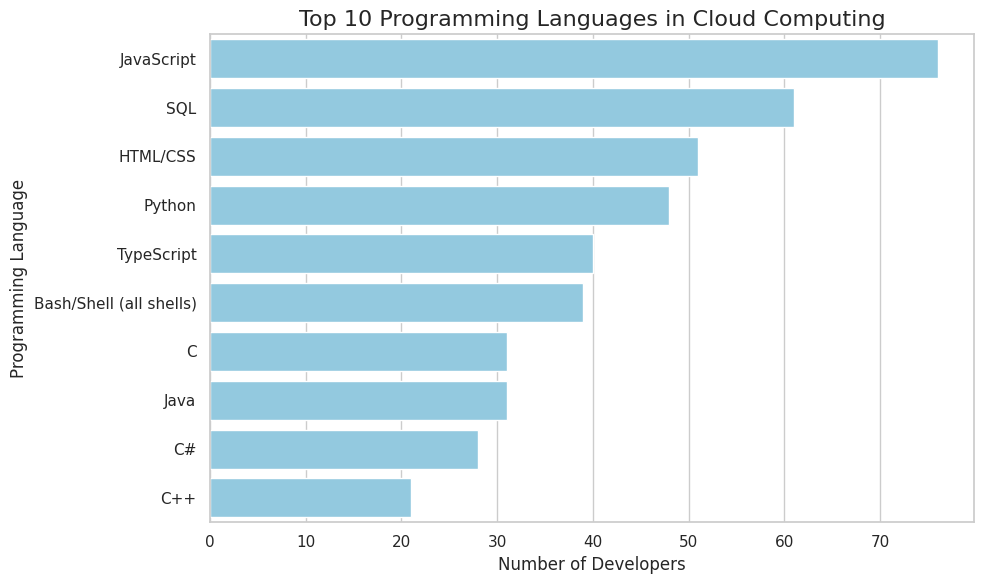 Top 10 Programming Languages in Cloud Computing
Programming Language
JavaScript
SQL
HTML/CSS
Python
TypeScript
Bash/Shell (all shells)
C
Java
C#
C++
0 10 20 30 40 50 60 70
Number of Developers